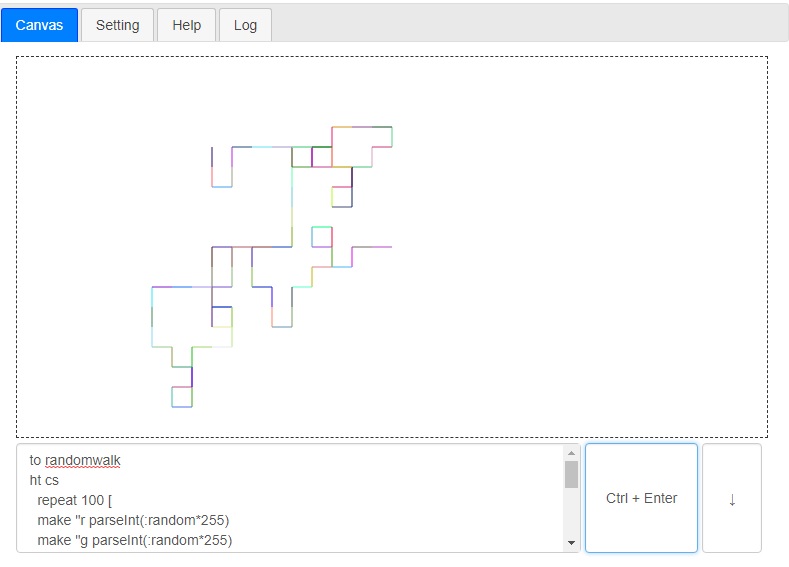 Canvas Setting Help Log
to randomwalk
ht cs
repeat 100 [
make "r parseInt(:random*255)
make "g parseInt(:random*255)
Ctrl + Enter
↓